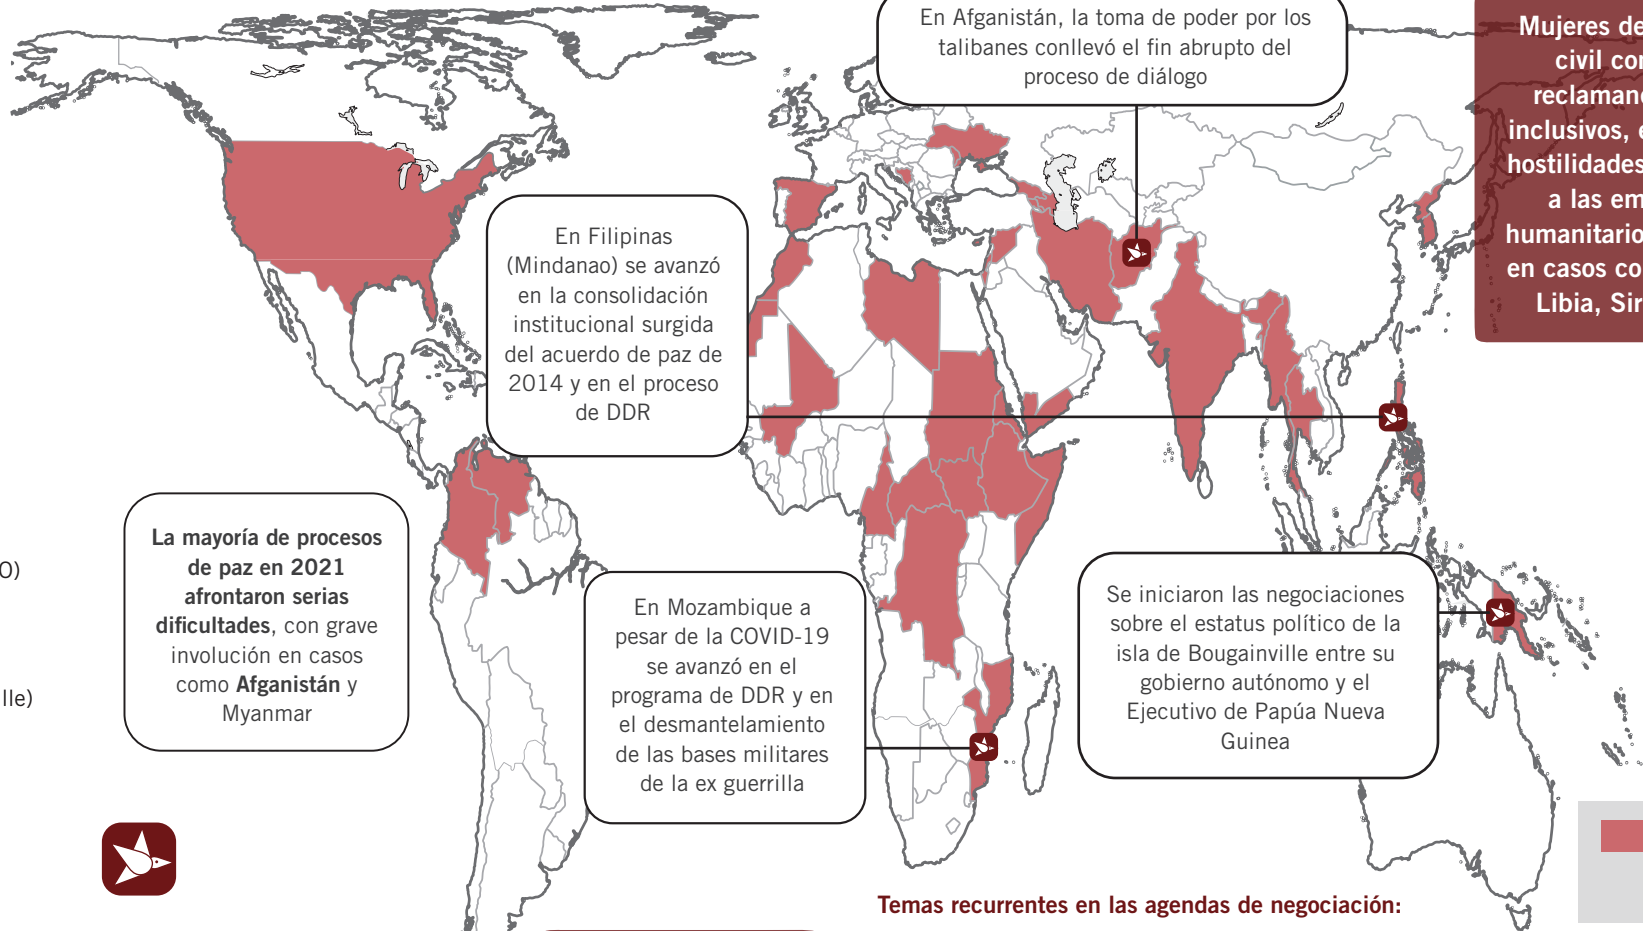 En Afganistán, la toma de poder por los
talibanes conllevó el fin abrupto del
proceso de diálogo
Mujeres de
civil con
reclamand
inclusivos, e
hostilidades
a las em
humanitario
en casos co
Libia, Sir
En Filipinas
(Mindanao) se avanzó
en la consolidación
institucional surgida
del acuerdo de paz de
2014 y en el proceso
de DDR
La mayoría de procesos
de paz en 2021
afrontaron serias
dificultades, con grave
involución en casos
como Afganistán y
Myanmar
O)
lle)
En Mozambique a
pesar de la COVID-19
se avanzó en el
programa de DDR y en
el desmantelamiento
de las bases militares
de la ex guerrilla
Se iniciaron las negociaciones
sobre el estatus político de la
isla de Bougainville entre su
gobierno autónomo y el
Ejecutivo de Papúa Nueva
Guinea
Temas recurrentes en las agendas de negociación: